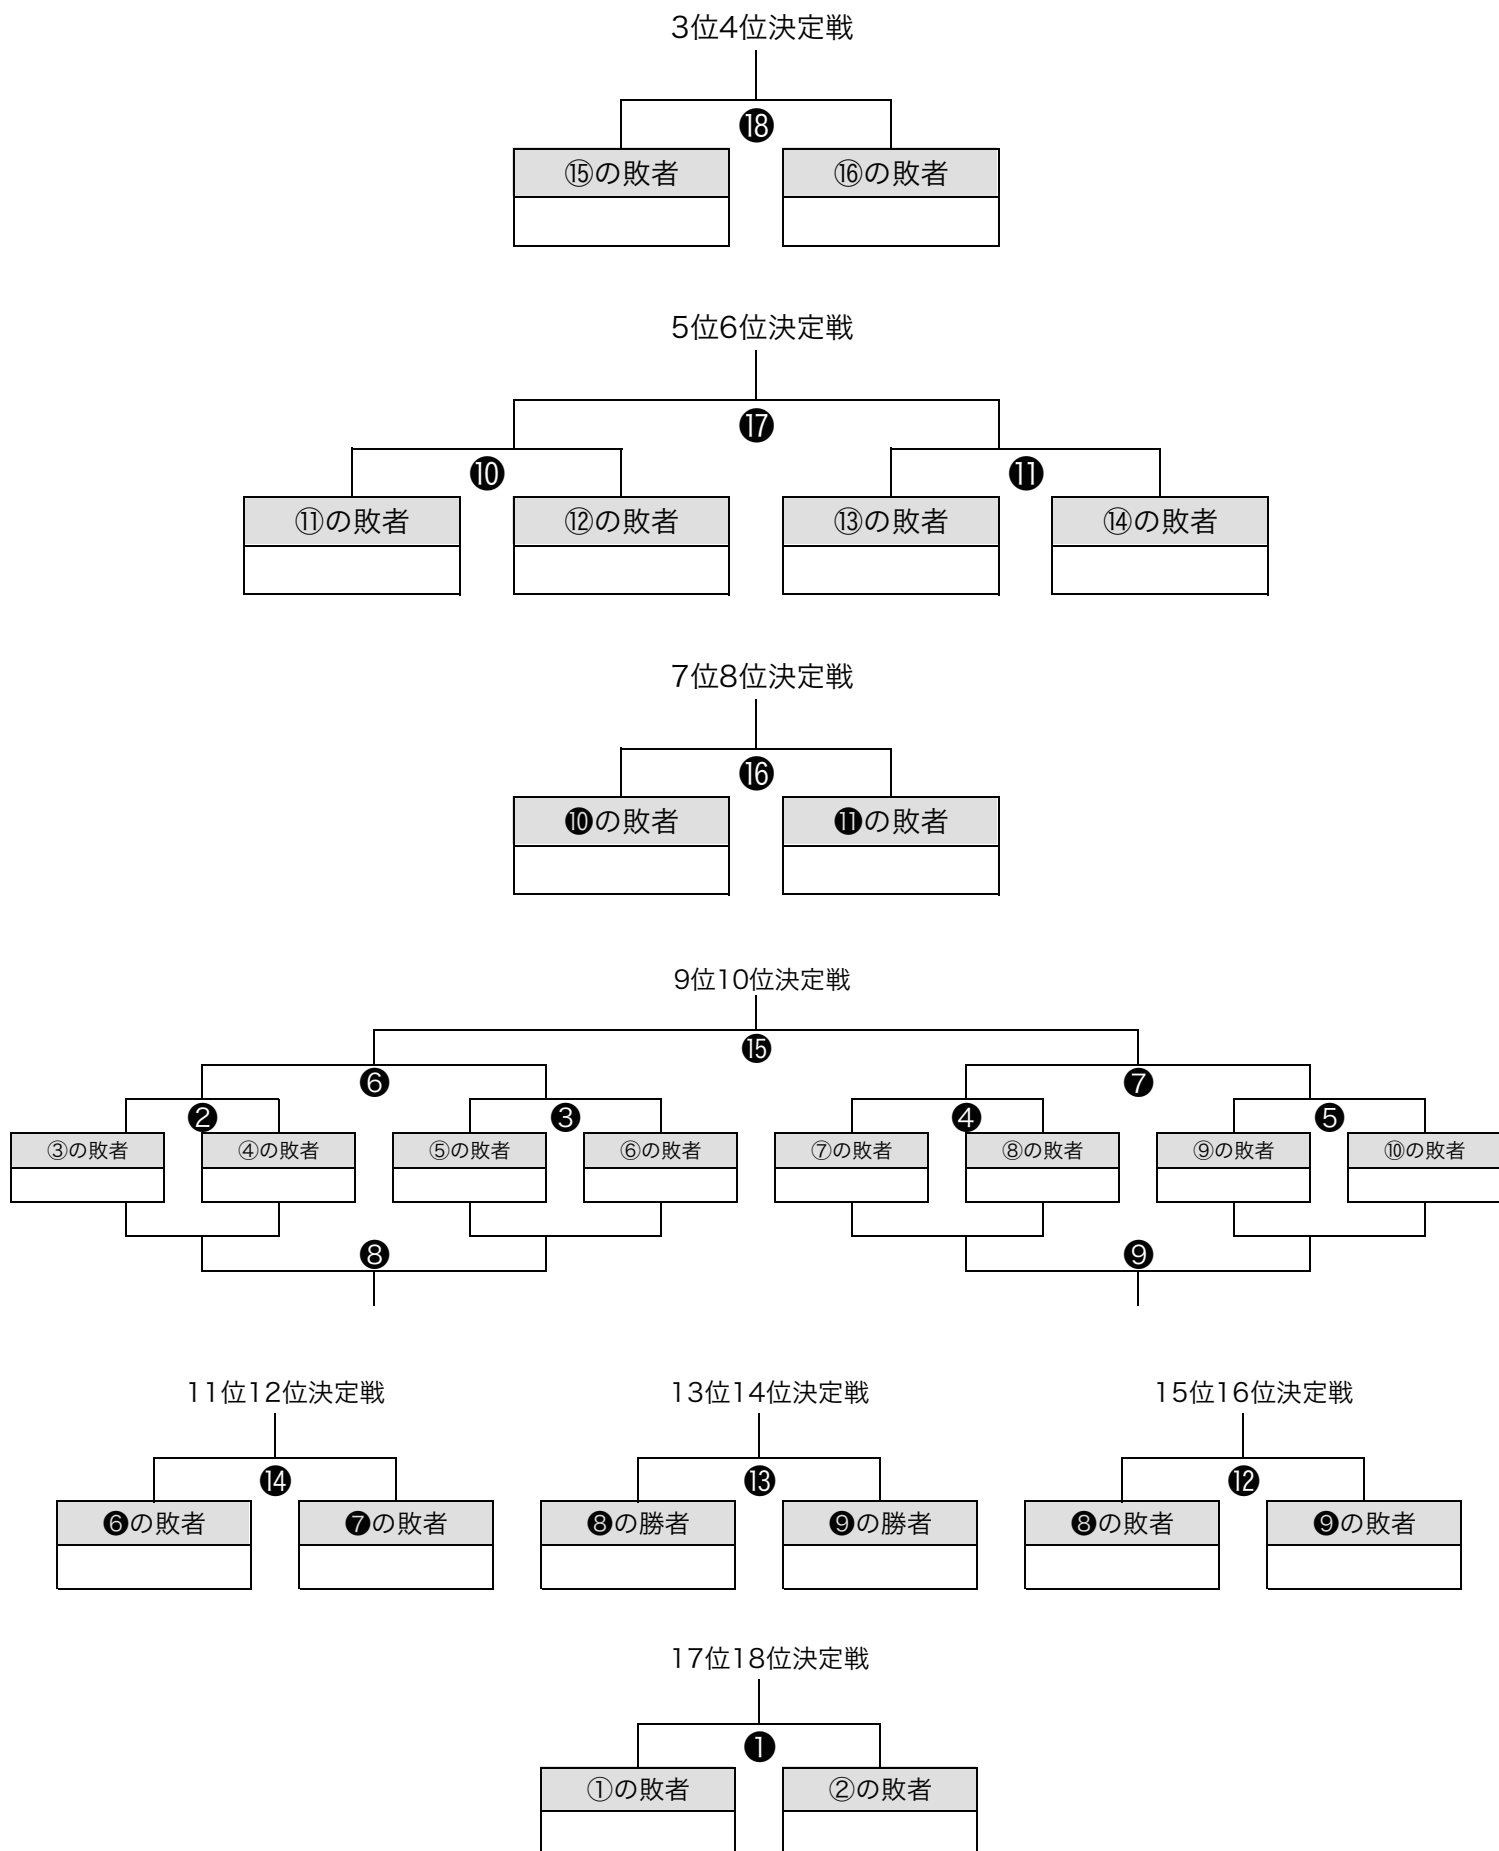 3位4位決定戦
⓲
⑮の敗者 ⑯の敗者
5位6位決定戦
⓱
❿ ⓫
⑪の敗者 ⑫の敗者 ⑬の敗者 ⑭の敗者
7位8位決定戦
⓰
❿の敗者 ⓫の敗者
9位10位決定戦
⓯
❻ ❼
❷ ❸ ❹ ❺
③の敗者 ④の敗者 ⑤の敗者 ⑥の敗者 ⑦の敗者 ⑧の敗者 ⑨の敗者 ⑩の敗者
❽ ❾
11位12位決定戦 13位14位決定戦 15位16位決定戦
⓮ ⓭ ⓬
❻の敗者 ❼の敗者 ❽の勝者 ❾の勝者 ❽の敗者 ❾の敗者
17位18位決定戦
❶
①の敗者 ②の敗者